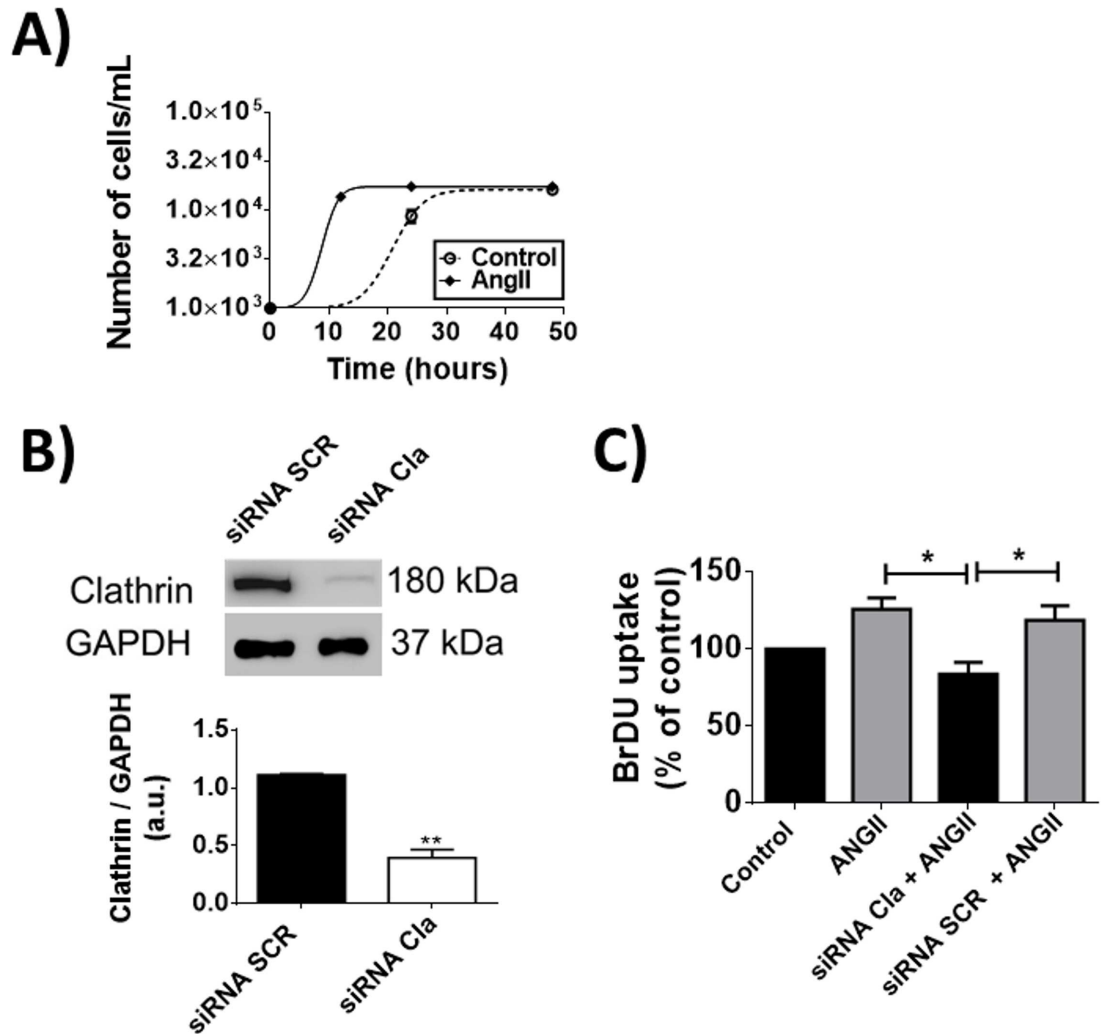 A)
Number of cells/mL
1.0×10⁵
3.2×10⁴
1.0×10⁴
3.2×10³
1.0×10³
Control
AngII
0 10 20 30 40 50
Time (hours)
B)
siRNA SCR
siRNA Cla
Clathrin
180 kDa
GAPDH
37 kDa
Clathrin / GAPDH
(a.u.)
1.5
1.0
0.5
0.0
**
siRNA SCR
siRNA Cla
C)
BrDU uptake
(% of control)
150
100
50
0
* *
Control
ANGII
siRNA Cla + ANGII
siRNA SCR + ANGII